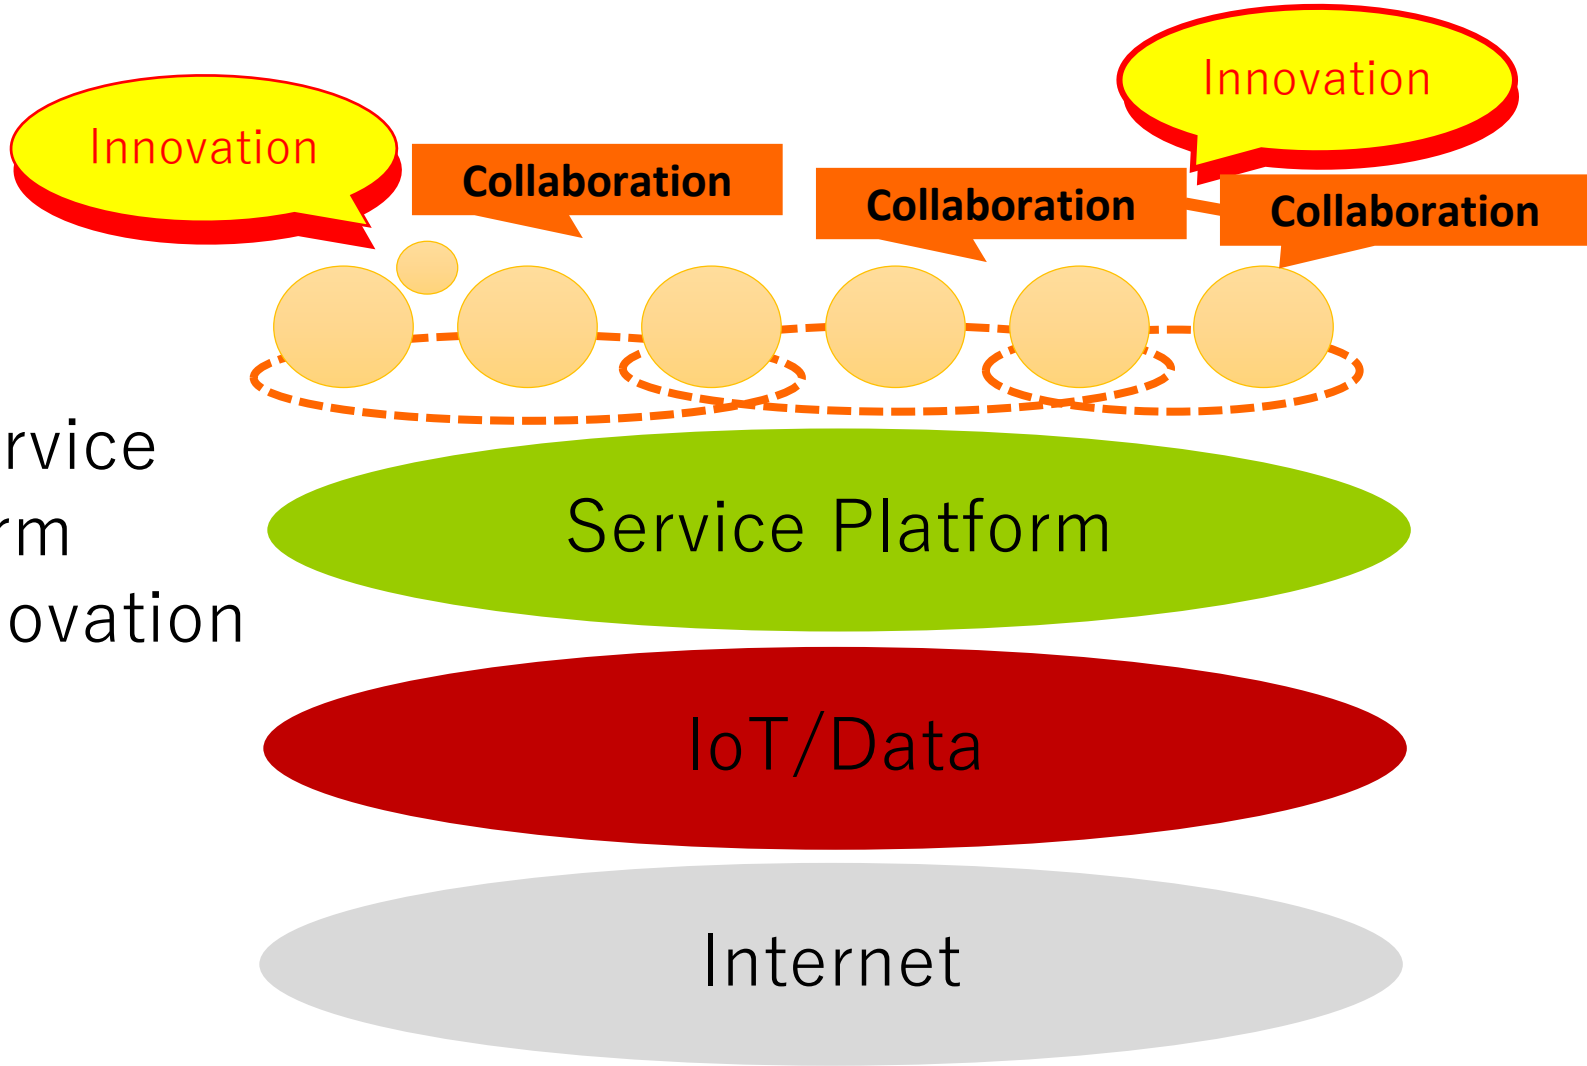 Innovation
Innovation
Collaboration
Collaboration
Collaboration
rvice
rm
ovation
Service Platform
IoT/Data
Internet